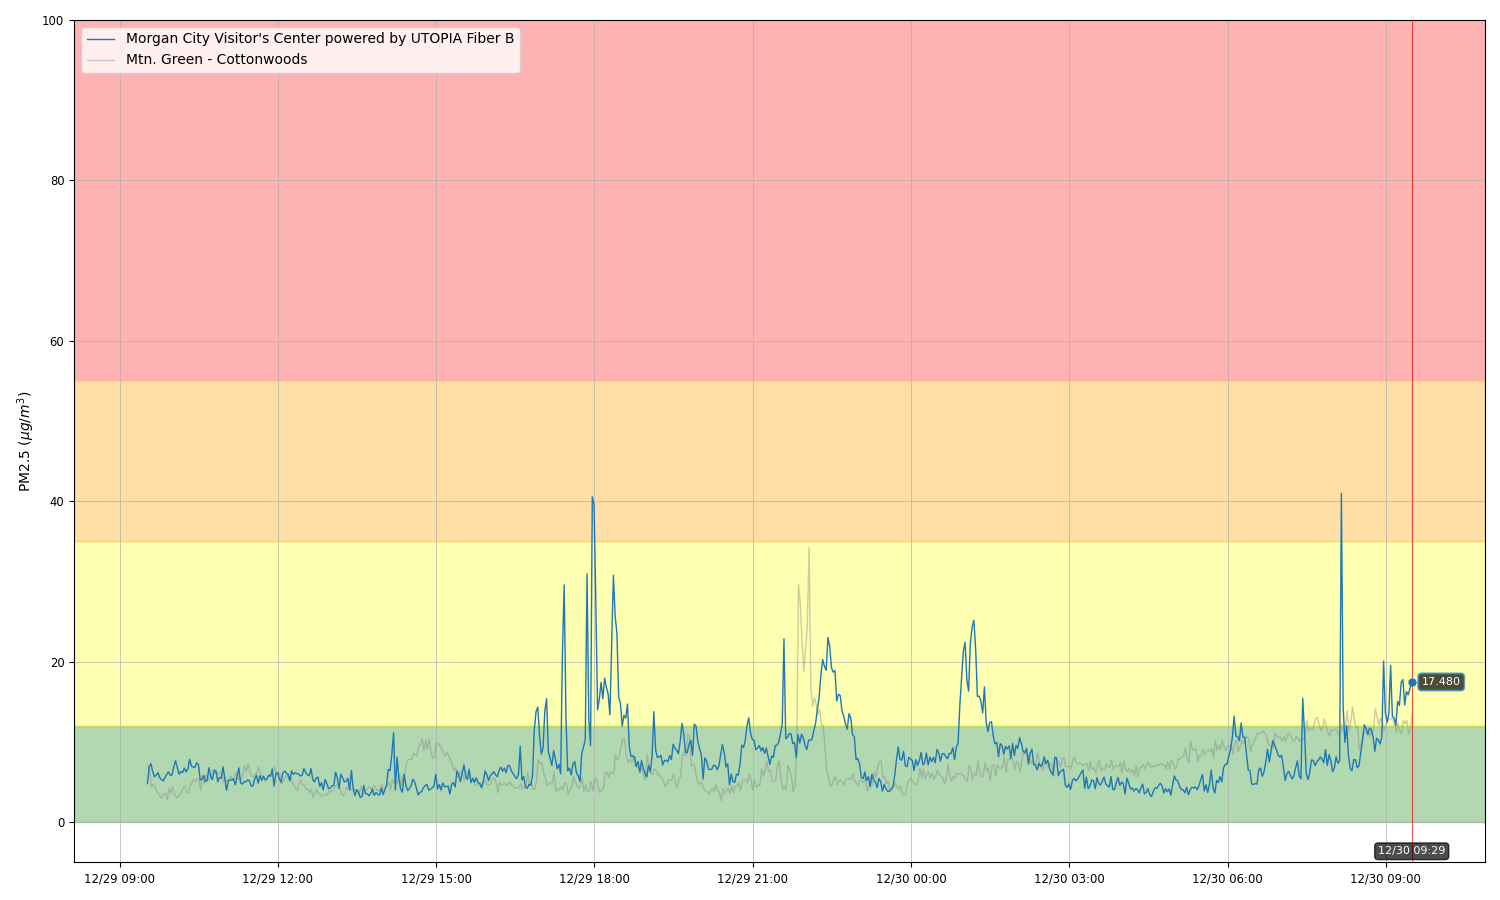 100
Morgan City Visitor's Center powered by UTOPIA Fiber B
Mtn. Green - Cottonwoods
80
60
PM2.5 (μg/m³)
40
20
17.480
0
12/30 09:29
12/29 09:00 12/29 12:00 12/29 15:00 12/29 18:00 12/29 21:00 12/30 00:00 12/30 03:00 12/30 06:00 12/30 09:00